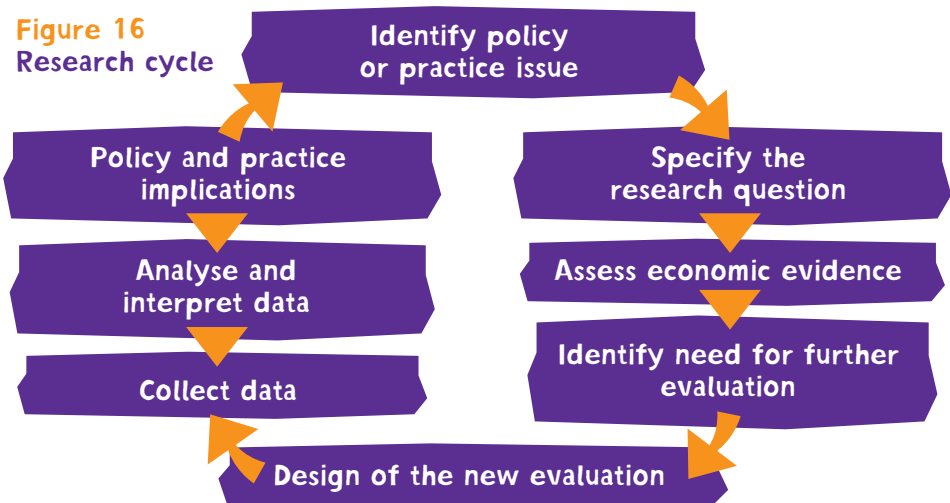 Figure 16
Research cycle
Identify policy
or practice issue
Policy and practice
implications
Specify the
research question
Analyse and
interpret data
Assess economic evidence
Collect data
Identify need for further
evaluation
Design of the new evaluation